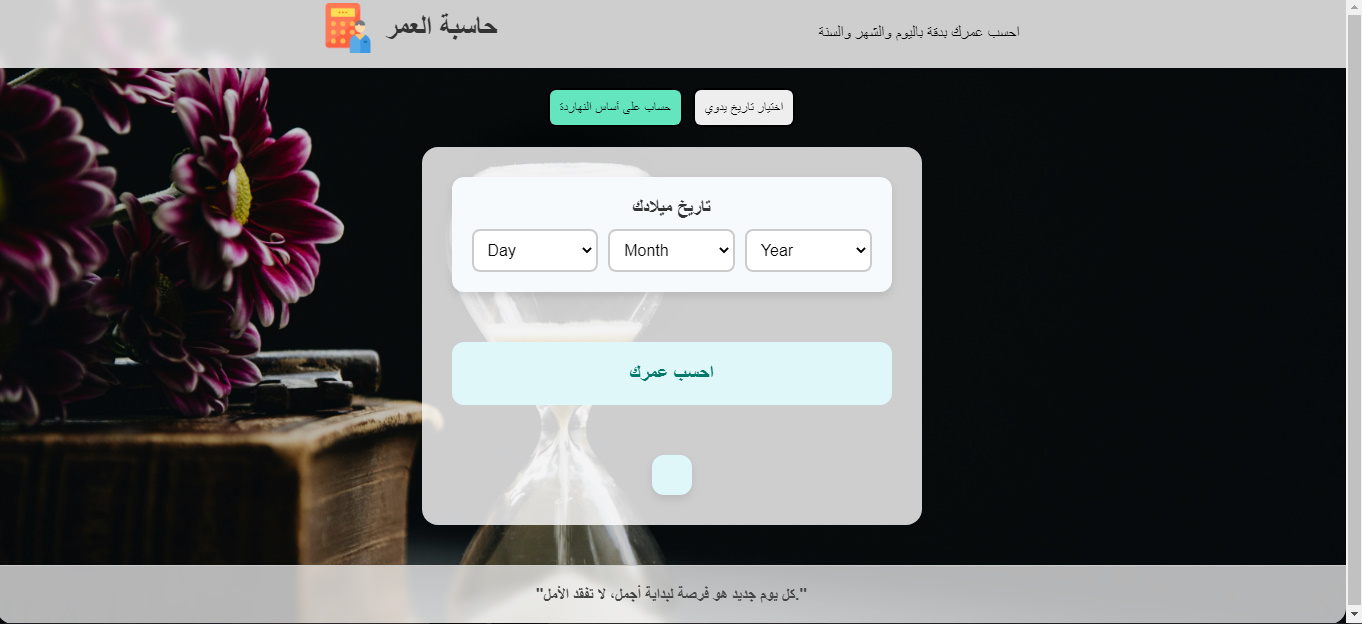 حاسبة العمر
احسب عمرك بدقة باليوم والشهر والسنة
حساب على أساس النهاردة
اختيار تاريخ يدوي
تاريخ ميلادك
Day
Month
Year
احسب عمرك
"كل يوم جديد هو فرصة لبداية أجمل، لا تفقد الأمل."